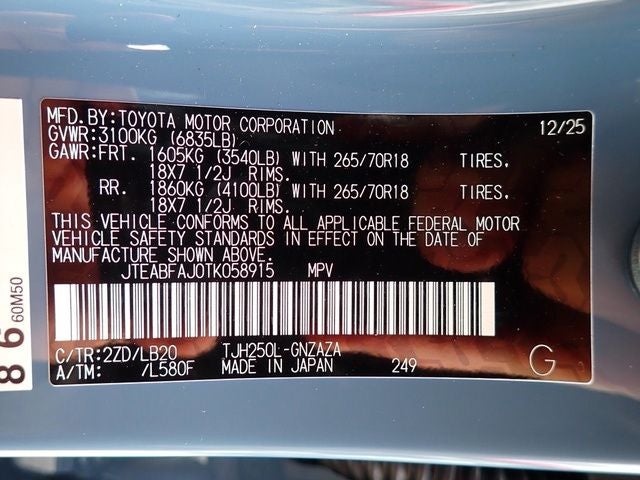 MFD.BY:TOYOTA MOTOR CORPORATION 12/25
GVWR:3100KG (6835LB)
GAWR:FRT. 1605KG (3540LB) WITH 265/70R18 TIRES,
18X7 1/2J RIMS.
RR. 1860KG (4100LB) WITH 265/70R18 TIRES,
18X7 1/2J RIMS.
THIS VEHICLE CONFORMS TO ALL APPLICABLE FEDERAL MOTOR
VEHICLE SAFETY STANDARDS IN EFFECT ON THE DATE OF
MANUFACTURE SHOWN ABOVE.
JTEABFAJ0TK058915 MPV
C/TR:2ZD/LB20 TJH250L-GNZAZA
A/TM: /L580F MADE IN JAPAN 249 G
86 60M50